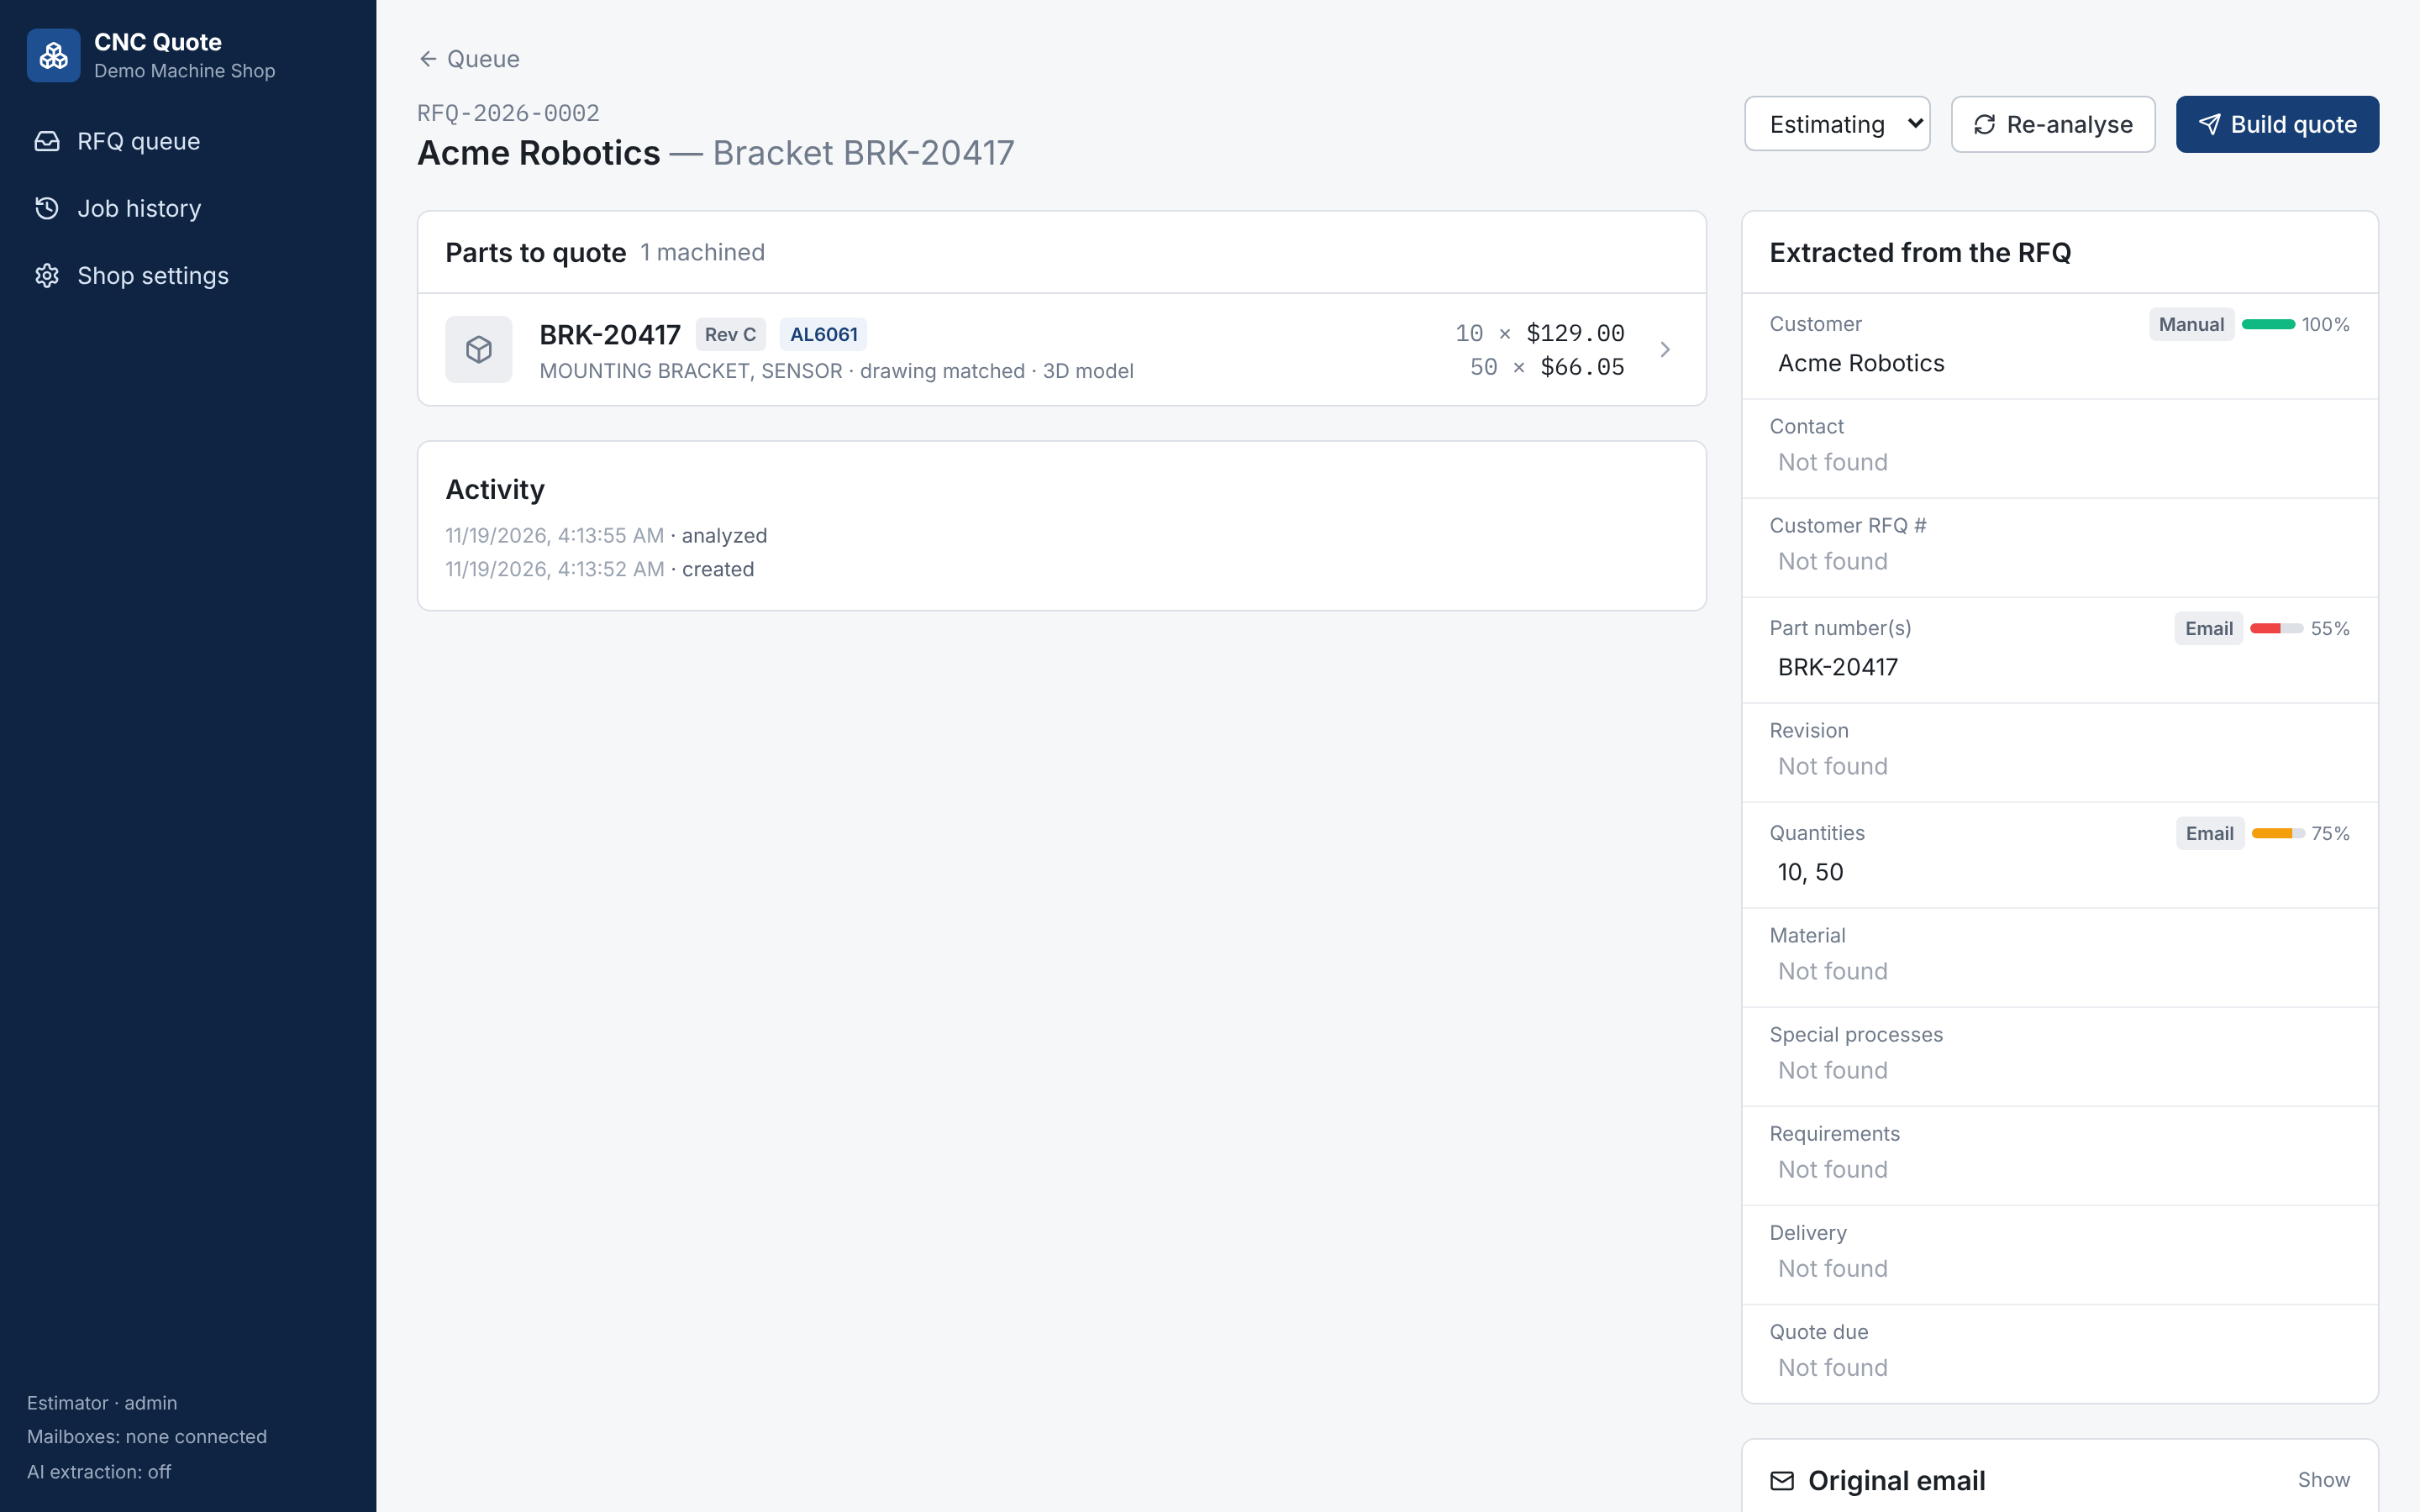 CNC Quote
Demo Machine Shop
RFQ queue
Job history
Shop settings
Estimator · admin
Mailboxes: none connected
AI extraction: off
← Queue
RFQ-2026-0002
Acme Robotics — Bracket BRK-20417
Estimating
Re-analyse
Build quote
Parts to quote 1 machined
BRK-20417 Rev C AL6061
MOUNTING BRACKET, SENSOR · drawing matched · 3D model
10 × $129.00
50 × $66.05
Activity
11/19/2026, 4:13:55 AM · analyzed
11/19/2026, 4:13:52 AM · created
Extracted from the RFQ
Customer Manual 100%
Acme Robotics
Contact
Not found
Customer RFQ #
Not found
Part number(s) Email 55%
BRK-20417
Revision
Not found
Quantities Email 75%
10, 50
Material
Not found
Special processes
Not found
Requirements
Not found
Delivery
Not found
Quote due
Not found
Original email Show